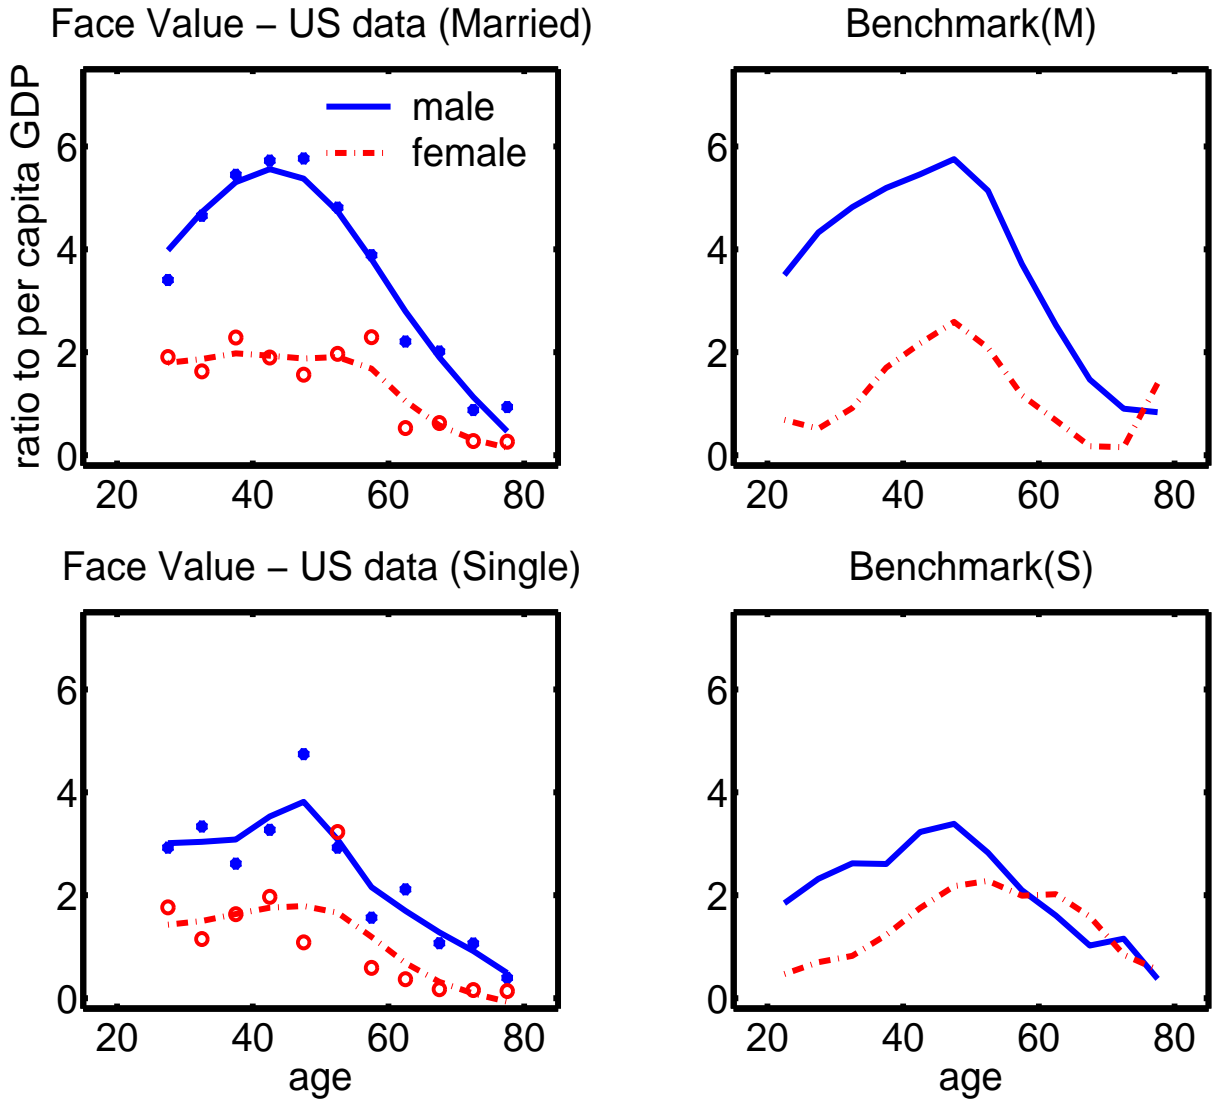 Face Value – US data (Married)
Benchmark(M)
ratio to per capita GDP
male
female
6
4
2
0
20 40 60 80
6
4
2
0
20 40 60 80
Face Value – US data (Single)
Benchmark(S)
6
4
2
0
20 40 60 80
age
6
4
2
0
20 40 60 80
age